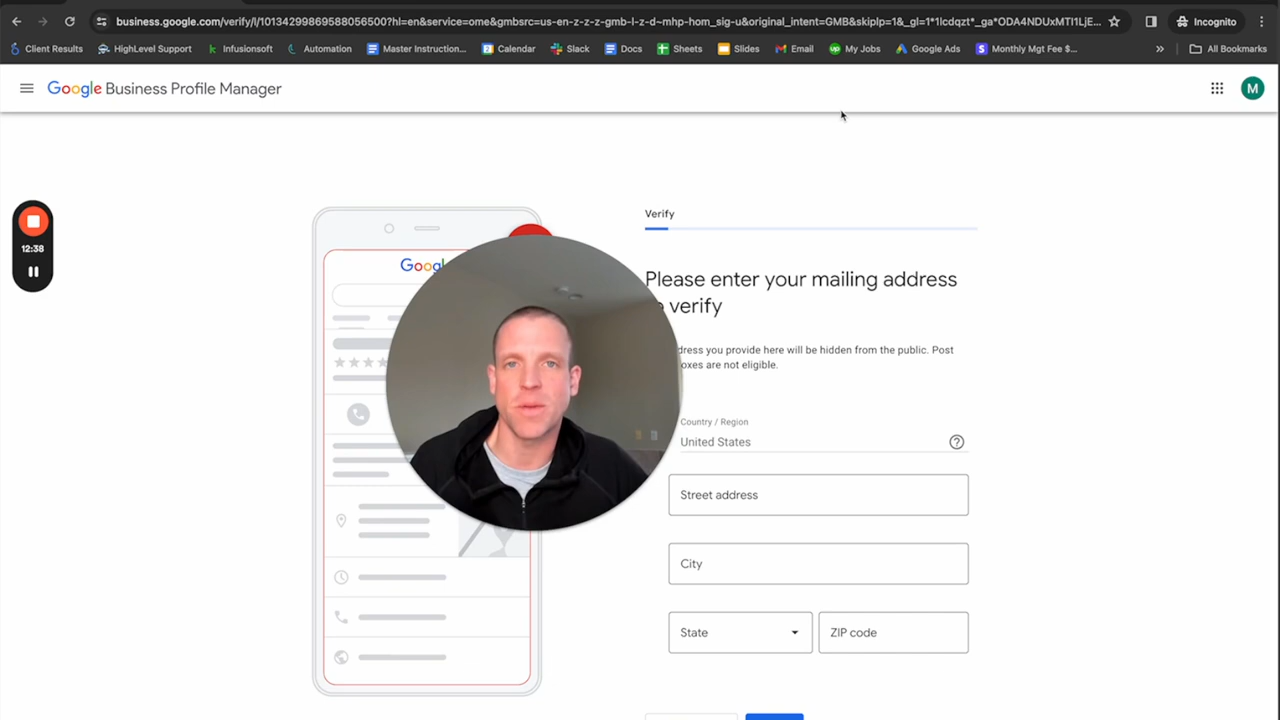 business.google.com/verify/l/10134299869588056500?hl=en&service=ome&gmbsrc=us-en-z-z-z-gmb-l-z-d~mhp-hom_sig-u&original_intent=GMB&skiplp=1&_gl=1*1lcdqzt*_ga*ODA4NDUxMTI1LjE...
Incognito
Client Results
HighLevel Support
Infusionsoft
Automation
Master Instruction...
Calendar
Slack
Docs
Sheets
Slides
Email
My Jobs
Google Ads
Monthly Mgt Fee $...
»
All Bookmarks
Google Business Profile Manager
M
12:38
Verify
Please enter your mailing address
verify
dress you provide here will be hidden from the public. Post
oxes are not eligible.
Country / Region
United States
Street address
City
State
ZIP code
Googl